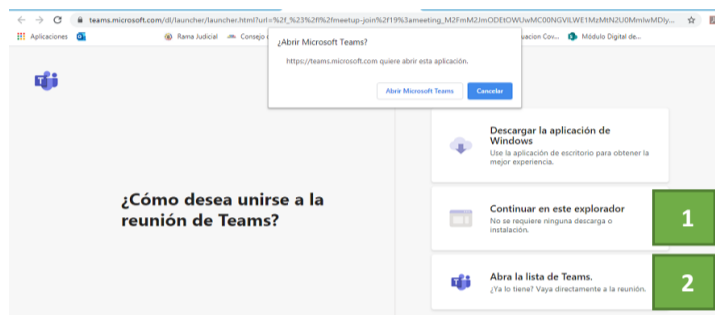 teams.microsoft.com/dl/launcher/launcher.html?url=%2f_%23%2fl%2fmeetup-join%2f19%3ameeting_
Aplicaciones
Rama Judicial
Consejo
uacion Cov...
Módulo Digital de...
¿Abrir Microsoft Teams?
https://teams.microsoft.com quiere abrir esta aplicación.
Abrir Microsoft Teams
Cancelar
Descargar la aplicación de
Windows
Use la aplicación de escritorio para obtener la
mejor experiencia.
¿Cómo desea unirse a la
reunión de Teams?
Continuar en este explorador
No se requiere ninguna descarga o
instalación.
1
Abra la lista de Teams.
¿Ya lo tiene? Vaya directamente a la reunión.
2